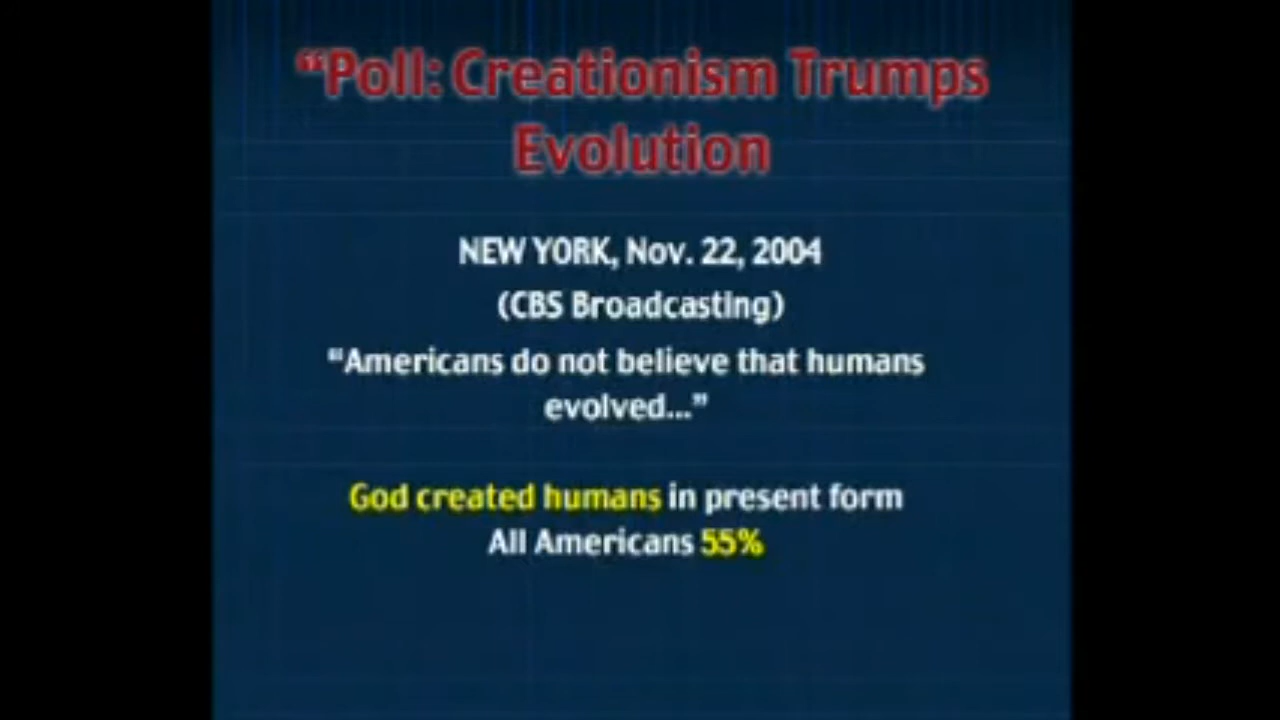 “Poll: Creationism Trumps
Evolution
NEW YORK, Nov. 22, 2004
(CBS Broadcasting)
“Americans do not believe that humans
evolved...”
God created humans in present form
All Americans 55%